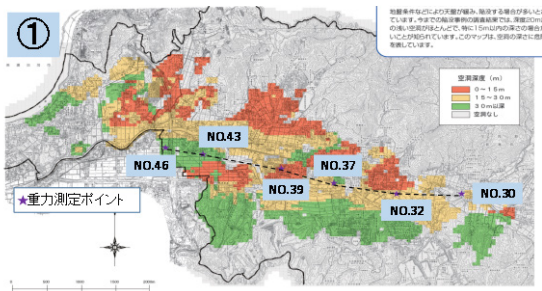 ①
地盤条件などにより天盤が緩み、陥没する場合が多いと
ています。今までの陥没事例の調査結果では、深度20m
の浅い空洞がほとんどで、特に15m以内の深さの場合が
いことが知られています。このマップは、空洞の深さに
を表しています。
空洞深度(m)
0~15m
15~30m
30m以深
空洞なし
NO.43
NO.46
NO.37
NO.39
NO.30
NO.32
★重力測定ポイント
0 500 1000 1500 2000m